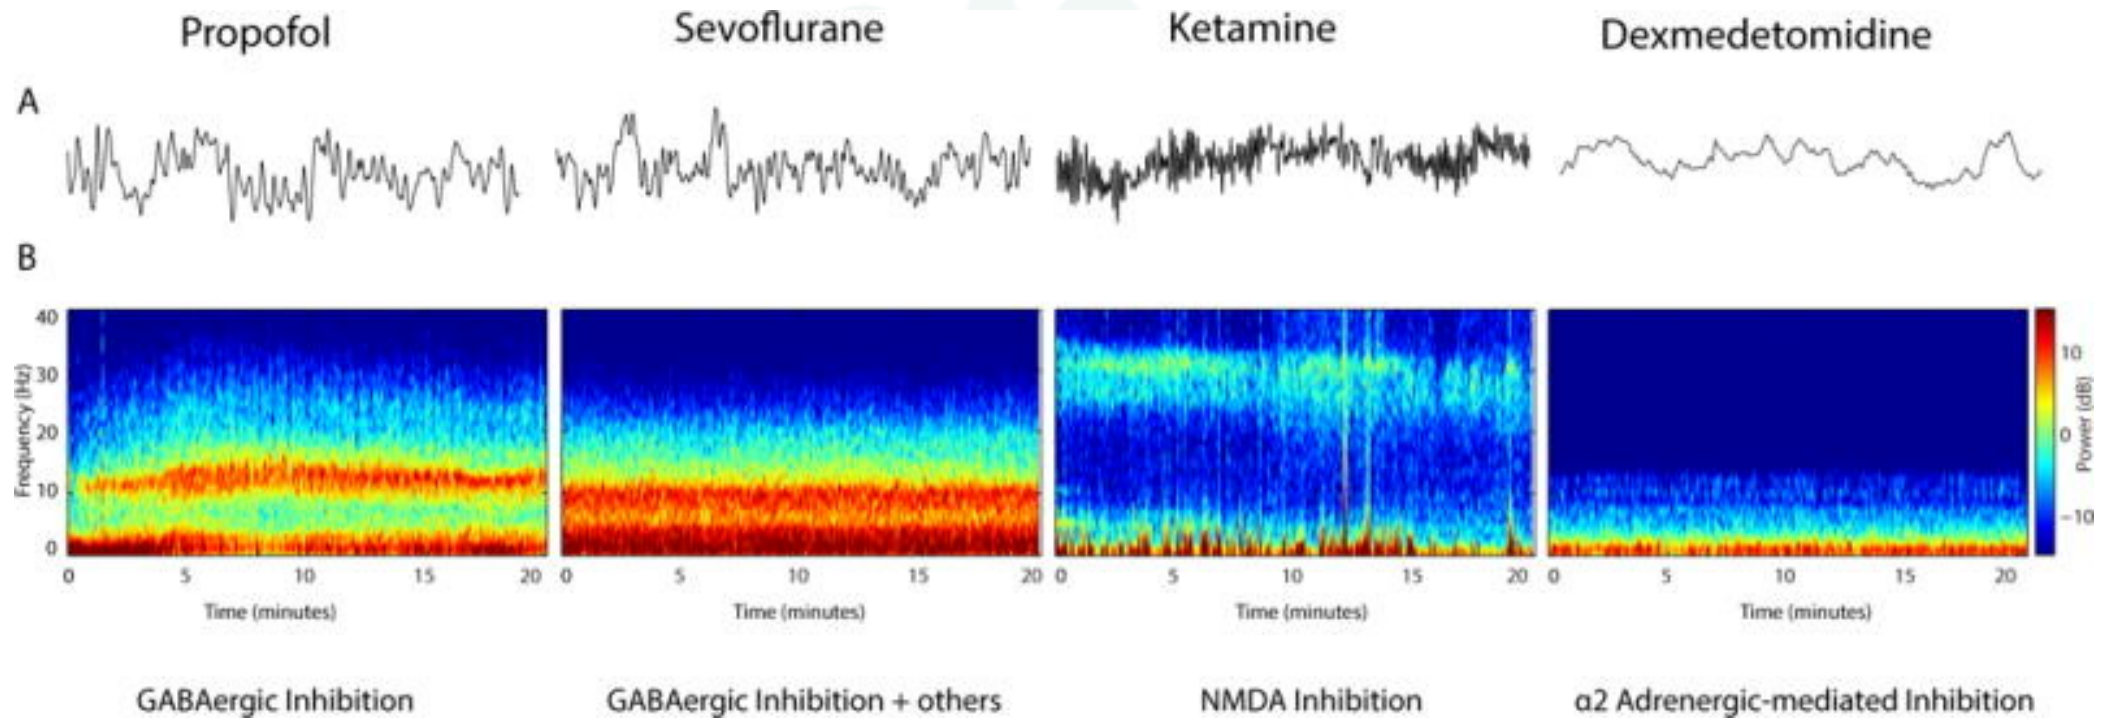 Propofol Sevoflurane Ketamine Dexmedetomidine
A
B
Frequency (Hz)
40
30
20
10
0
0 5 10 15 20 0 5 10 15 20 0 5 10 15 20 0 5 10 15 20
Time (minutes) Time (minutes) Time (minutes) Time (minutes)
10
0
-10
Power (dB)
GABAergic Inhibition GABAergic Inhibition + others NMDA Inhibition α2 Adrenergic-mediated Inhibition